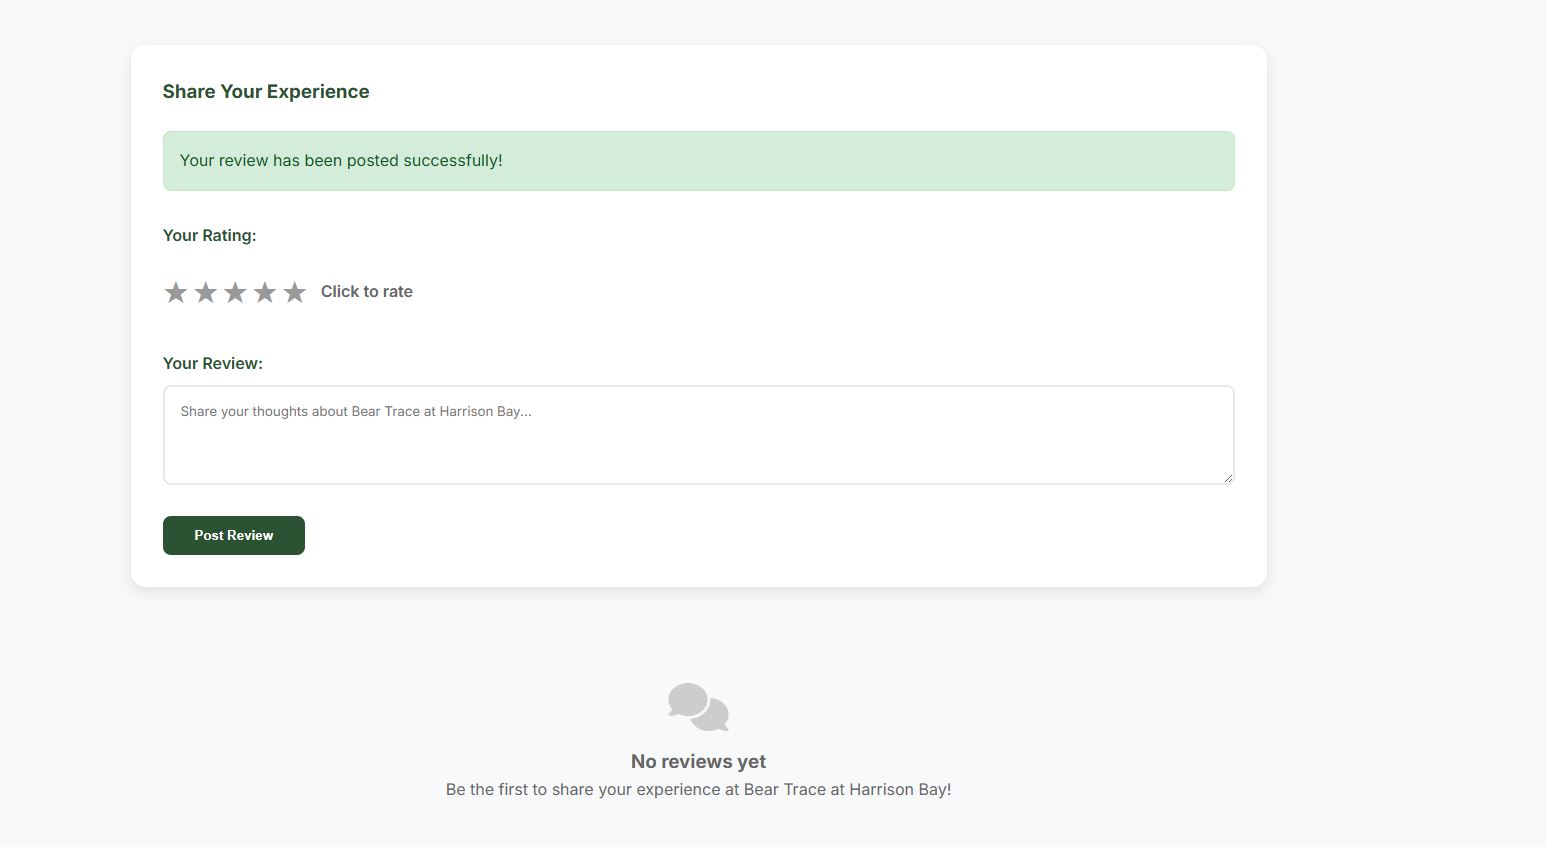 Share Your Experience
Your review has been posted successfully!
Your Rating:
Click to rate
Your Review:
Share your thoughts about Bear Trace at Harrison Bay...
Post Review
No reviews yet
Be the first to share your experience at Bear Trace at Harrison Bay!